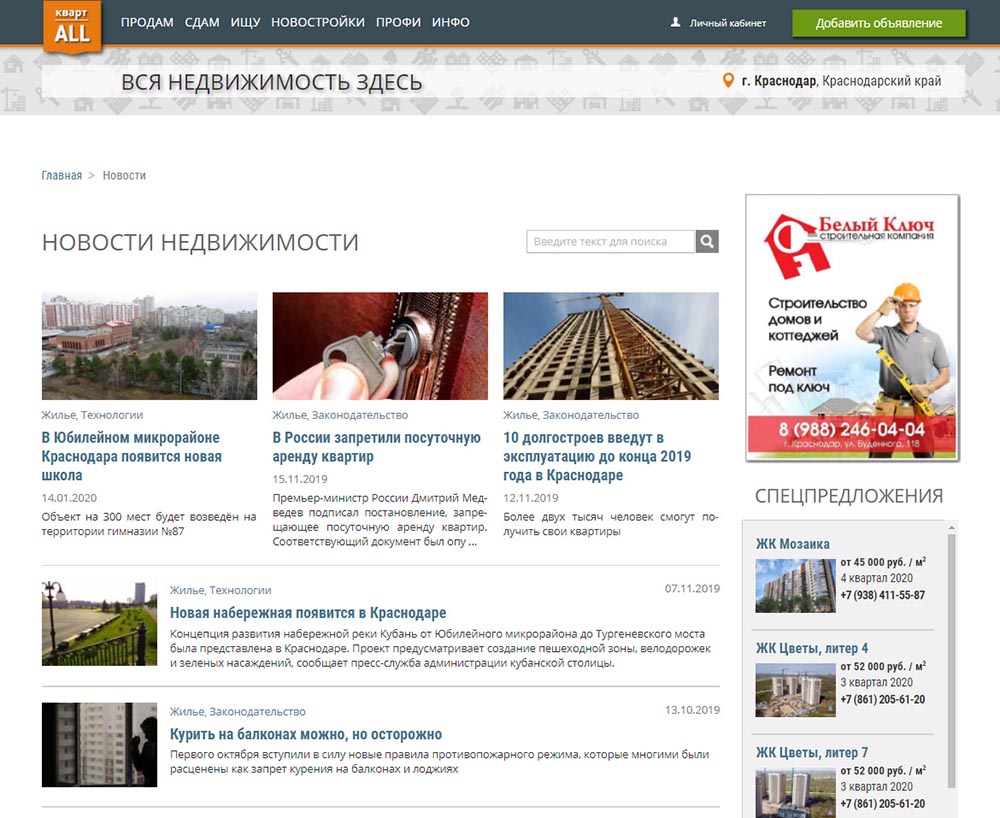 кварт
ALL
ПРОДАМ СДАМ ИЩУ НОВОСТРОЙКИ ПРОФИ ИНФО
Личный кабинет
Добавить объявление
ВСЯ НЕДВИЖИМОСТЬ ЗДЕСЬ
г. Краснодар, Краснодарский край
Главная > Новости
НОВОСТИ НЕДВИЖИМОСТИ
Введите текст для поиска
Жилье, Технологии
В Юбилейном микрорайоне
Краснодара появится новая
школа
14.01.2020
Объект на 300 мест будет возведён на
территории гимназии №87
Жилье, Законодательство
В России запретили посуточную
аренду квартир
15.11.2019
Премьер-министр России Дмитрий Мед-
ведев подписал постановление, запре-
щающее посуточную аренду квартир.
Соответствующий документ был опу ...
Жилье, Законодательство
10 долгостроев введут в
эксплуатацию до конца 2019
года в Краснодаре
12.11.2019
Более двух тысяч человек смогут по-
лучить свои квартиры
Жилье, Технологии
07.11.2019
Новая набережная появится в Краснодаре
Концепция развития набережной реки Кубань от Юбилейного микрорайона до Тургеневского моста
была представлена в Краснодаре. Проект предусматривает создание пешеходной зоны, велодорожек
и зеленых насаждений, сообщает пресс-служба администрации кубанской столицы.
Жилье, Законодательство
13.10.2019
Курить на балконах можно, но осторожно
Первого октября вступили в силу новые правила противопожарного режима, которые многими были
расценены как запрет курения на балконах и лоджиях
Белый Ключ
строительная компания
Строительство
домов и
коттеджей
Ремонт
под ключ
8 (988) 246-04-04
г. Краснодар, ул. Буденного, 118
СПЕЦПРЕДЛОЖЕНИЯ
ЖК Мозаика
от 45 000 руб. / м²
4 квартал 2020
+7 (938) 411-55-87
ЖК Цветы, литер 4
от 52 000 руб. / м²
3 квартал 2020
+7 (861) 205-61-20
ЖК Цветы, литер 7
от 52 000 руб. / м²
3 квартал 2020
+7 (861) 205-61-20